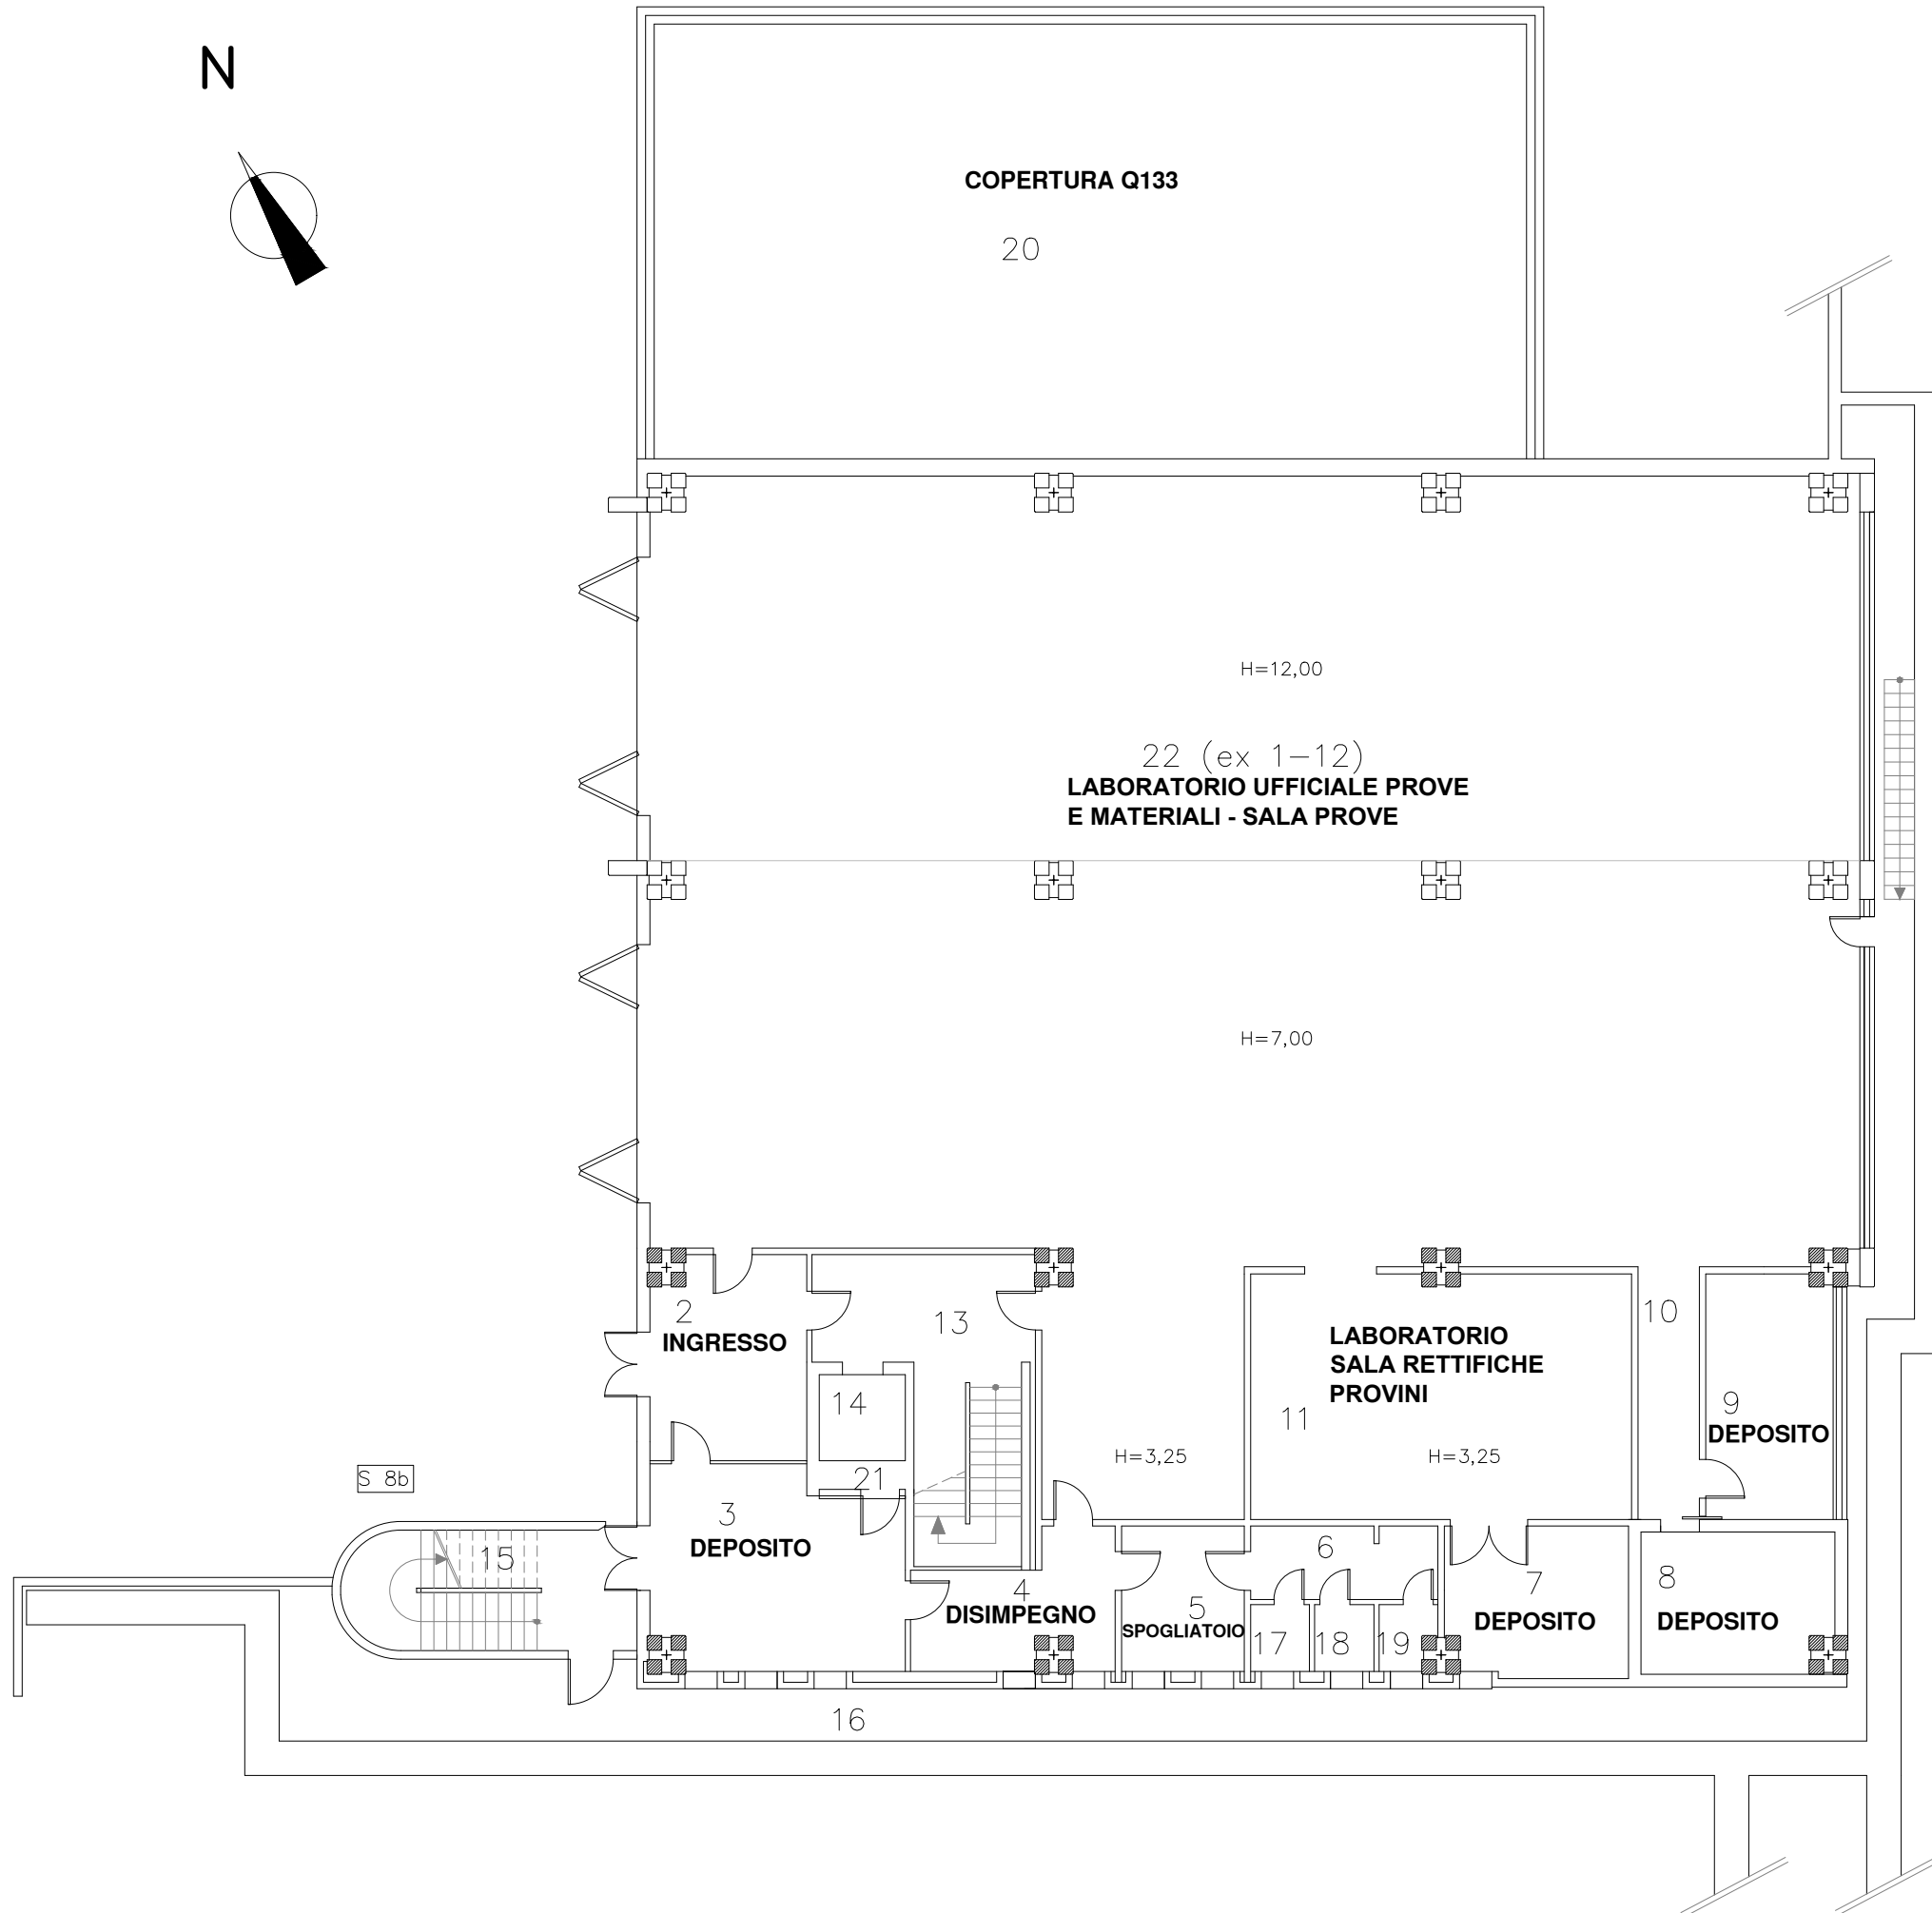 N
COPERTURA Q133
20
H=12,00
22 (ex 1-12)
LABORATORIO UFFICIALE PROVE
E MATERIALI - SALA PROVE
H=7,00
2
INGRESSO
13
10
LABORATORIO
SALA RETTIFICHE
PROVINI
14
11
9
DEPOSITO
H=3,25
H=3,25
S 8b
21
3
DEPOSITO
15
6
4
DISIMPEGNO
5
SPOGLIATOIO
7
DEPOSITO
8
DEPOSITO
17
18
19
16